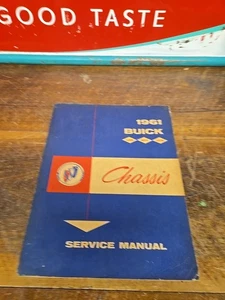 GOOD TASTE
1961
BUICK
Chassis
SERVICE MANUAL